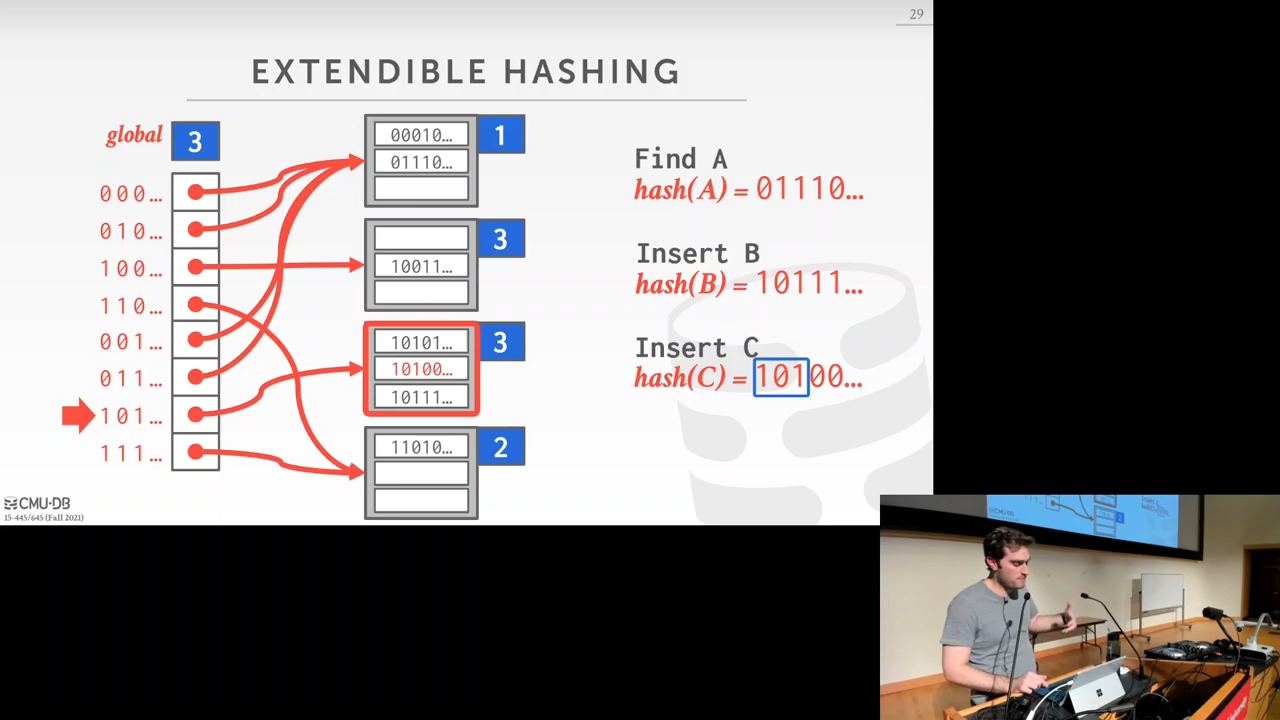 29
EXTENDIBLE HASHING
global 3
000...
010...
100...
110...
001...
011...
101...
111...
00010...
01110...
1
10011...
3
10101...
10100...
10111...
3
11010...
2
Find A
hash(A) = 01110...
Insert B
hash(B) = 10111...
Insert C
hash(C) = 10100...
CMU·DB
15-445/645 (Fall 2021)